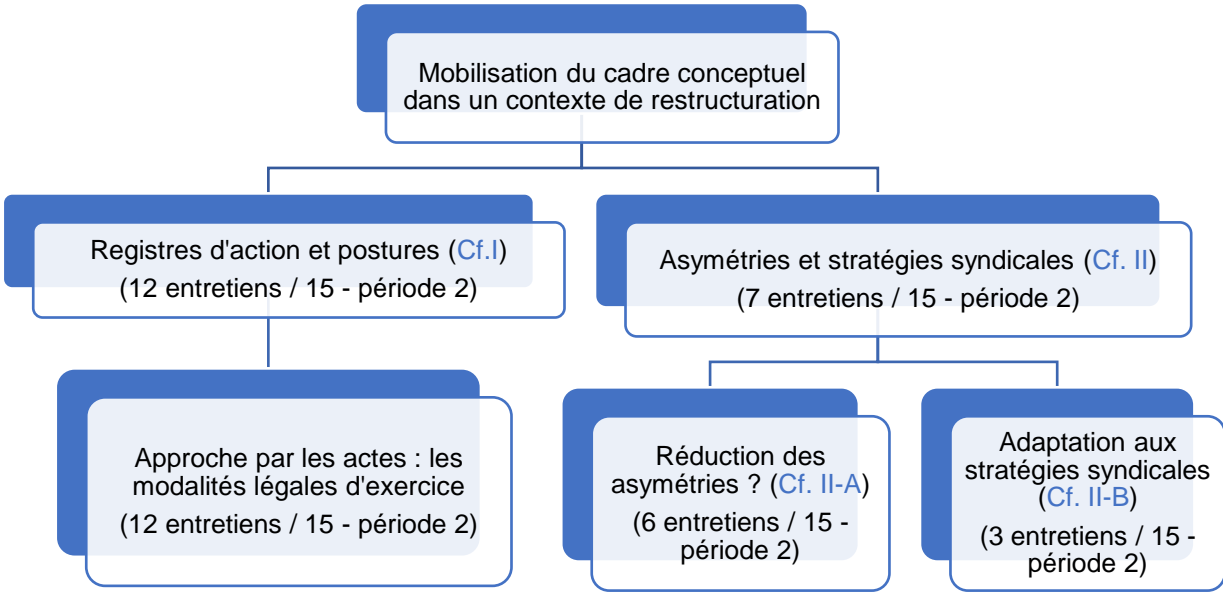 Mobilisation du cadre conceptuel
dans un contexte de restructuration
Registres d'action et postures (Cf.I)
(12 entretiens / 15 - période 2)
Asymétries et stratégies syndicales (Cf. II)
(7 entretiens / 15 - période 2)
Approche par les actes : les
modalités légales d'exercice
(12 entretiens / 15 - période 2)
Réduction des
asymétries ? (Cf. II-A)
(6 entretiens / 15 -
période 2)
Adaptation aux
stratégies syndicales
(Cf. II-B)
(3 entretiens / 15 -
période 2)